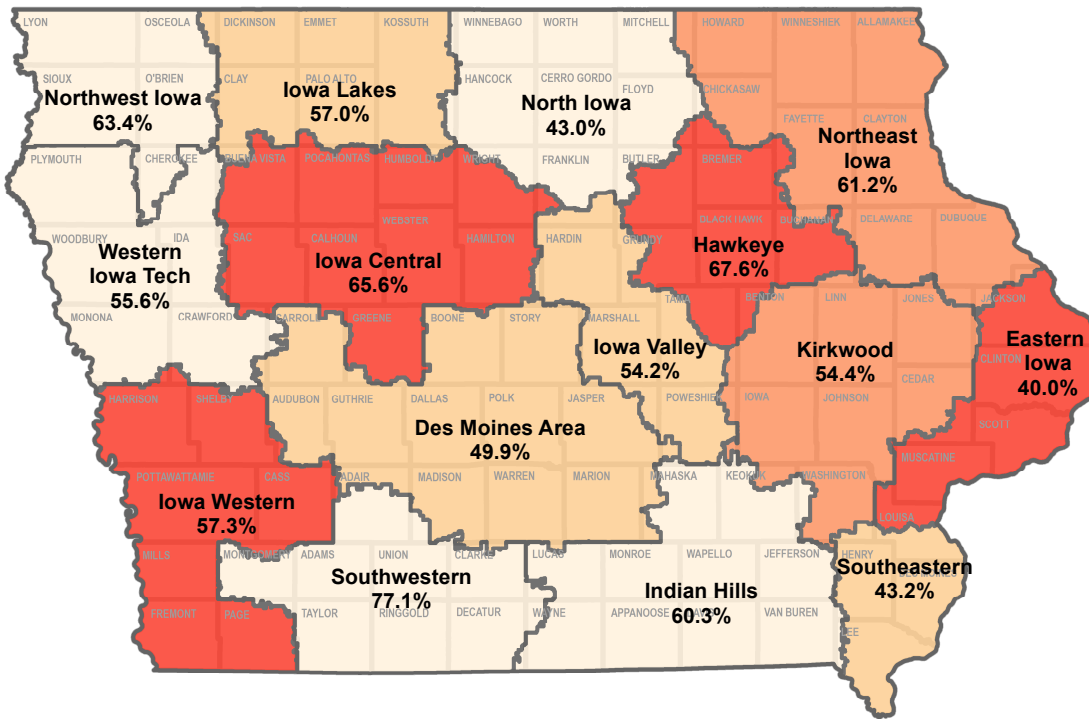 LYON
OSCEOLA
DICKINSON
EMMET
KOSSUTH
WINNEBAGO
WORTH
MITCHELL
HOWARD
WINNESHIEK
ALLAMAKEE
SIOUX
O'BRIEN
CLAY
PALO ALTO
HANCOCK
CERRO GORDO
FLOYD
CHICKASAW
Northwest Iowa
63.4%
Iowa Lakes
57.0%
North Iowa
43.0%
FAYETTE
CLAYTON
Northeast
Iowa
61.2%
PLYMOUTH
CHEROKEE
BUENA VISTA
POCAHONTAS
HUMBOLDT
WRIGHT
FRANKLIN
BUTLER
BREMER
WOODBURY
IDA
SAC
CALHOUN
WEBSTER
HAMILTON
HARDIN
GRUNDY
BLACK HAWK
BUCHANAN
DELAWARE
DUBUQUE
Western
Iowa Tech
55.6%
Iowa Central
65.6%
Hawkeye
67.6%
MONONA
CRAWFORD
CARROLL
GREENE
BOONE
STORY
MARSHALL
TAMA
BENTON
LINN
JONES
JACKSON
Iowa Valley
54.2%
Kirkwood
54.4%
Eastern
Iowa
40.0%
CLINTON
CEDAR
HARRISON
SHELBY
AUDUBON
GUTHRIE
DALLAS
POLK
JASPER
POWESHIEK
IOWA
JOHNSON
SCOTT
Des Moines Area
49.9%
MUSCATINE
POTTAWATTAMIE
CASS
ADAIR
MADISON
WARREN
MARION
MAHASKA
KEOKUK
WASHINGTON
LOUISA
Iowa Western
57.3%
MILLS
MONTGOMERY
ADAMS
UNION
CLARKE
LUCAS
MONROE
WAPELLO
JEFFERSON
HENRY
DES MOINES
Southwestern
77.1%
Indian Hills
60.3%
Southeastern
43.2%
FREMONT
PAGE
TAYLOR
RINGGOLD
DECATUR
WAYNE
APPANOOSE
VAN BUREN
LEE